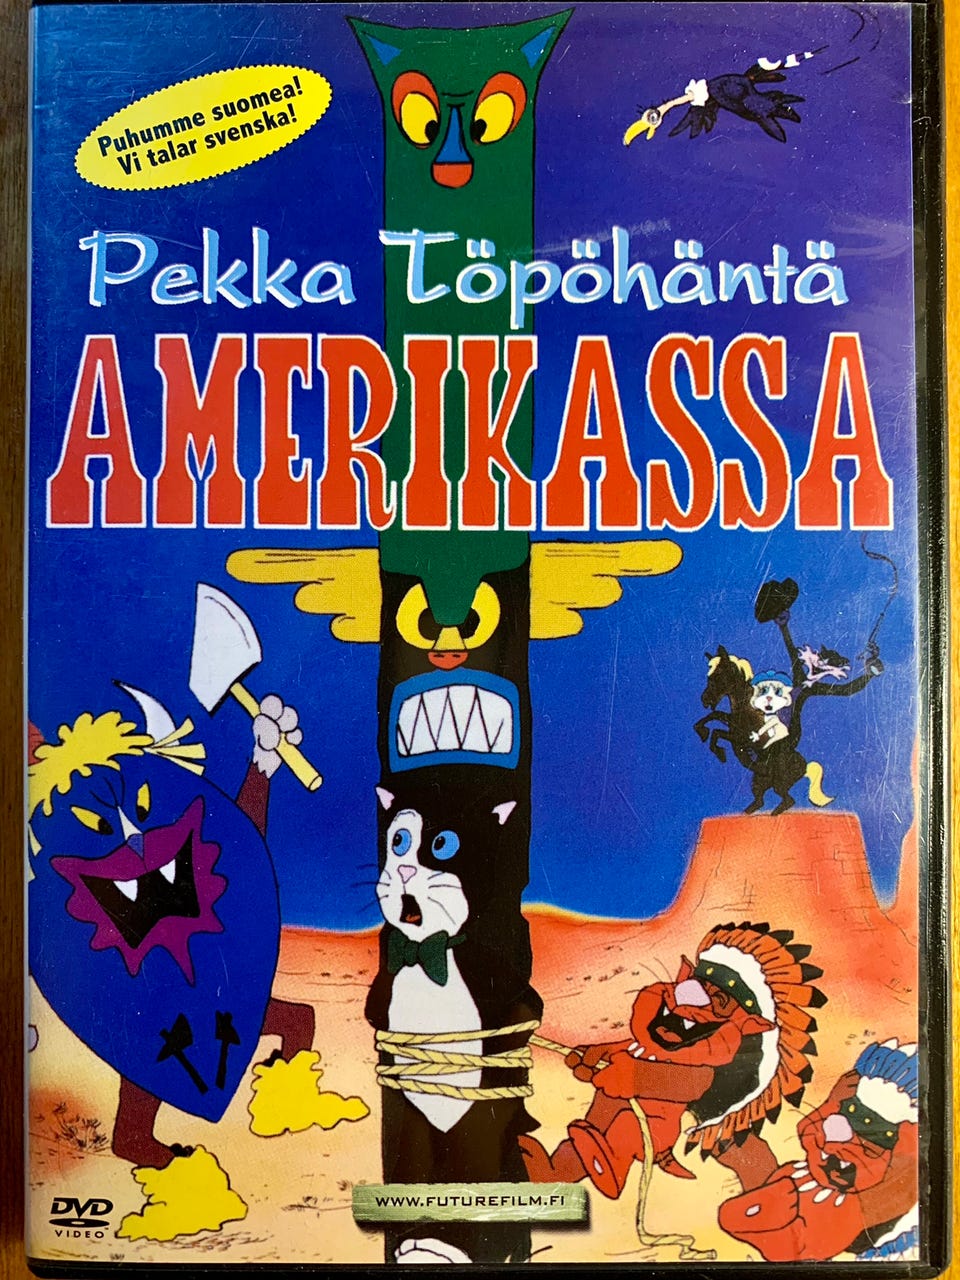 Puhumme suomea!
Vi talar svenska!
Pekka Töpöhäntä
AMERIKASSA
WWW.FUTUREFILM.FI
DVD
VIDEO